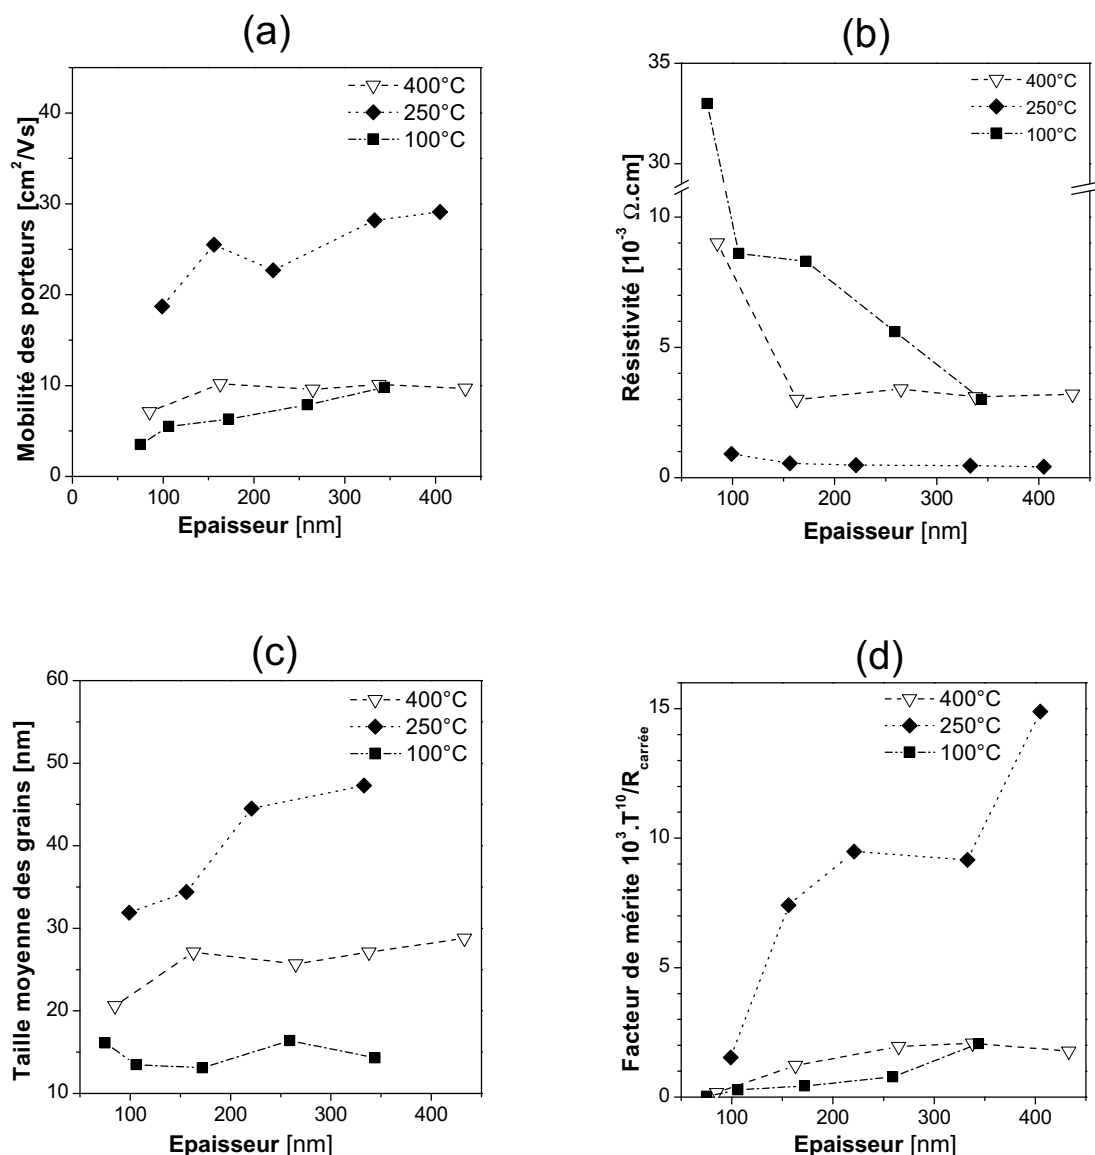 (a)
Mobilité des porteurs [cm²/Vs]
40
30
20
10
0
400°C
250°C
100°C
0 100 200 300 400
Epaisseur [nm]
(b)
Résistivité [10⁻³ Ω.cm]
35
30
10
5
0
400°C
250°C
100°C
100 200 300 400
Epaisseur [nm]
(c)
Taille moyenne des grains [nm]
60
50
40
30
20
10
400°C
250°C
100°C
100 200 300 400
Epaisseur [nm]
(d)
Facteur de mérite 10³.T¹⁰/R carrée
15
10
5
0
400°C
250°C
100°C
100 200 300 400
Epaisseur [nm]